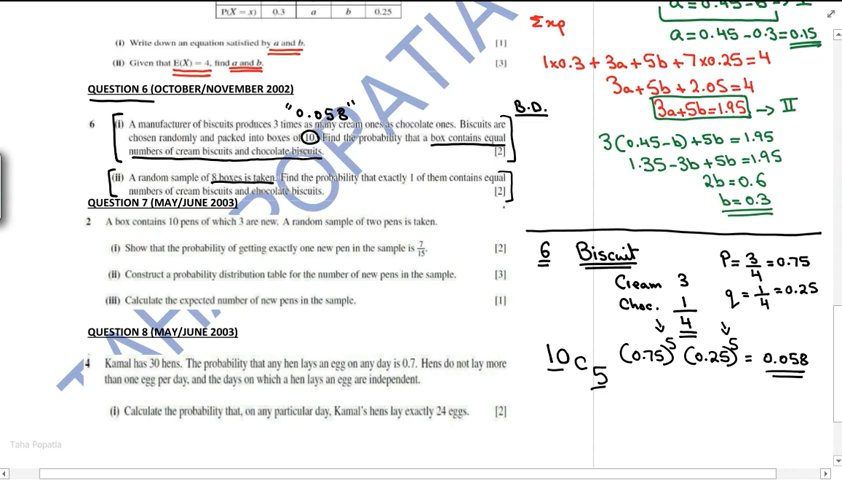 P(X = x) 0.3 a b 0.25
(i) Write down an equation satisfied by a and b. [1]
(ii) Given that E(X) = 4, find a and b. [3]
QUESTION 6 (OCTOBER/NOVEMBER 2002)
"0.058"
6 (i) A manufacturer of biscuits produces 3 times as many cream ones as chocolate ones. Biscuits are
chosen randomly and packed into boxes of 10. Find the probability that a box contains equal
numbers of cream biscuits and chocolate biscuits. [2]
(ii) A random sample of 8 boxes is taken. Find the probability that exactly 1 of them contains equal
numbers of cream biscuits and chocolate biscuits. [2]
QUESTION 7 (MAY/JUNE 2003)
2 A box contains 10 pens of which 3 are new. A random sample of two pens is taken.
(i) Show that the probability of getting exactly one new pen in the sample is 7/15. [2]
(ii) Construct a probability distribution table for the number of new pens in the sample. [3]
(iii) Calculate the expected number of new pens in the sample. [1]
QUESTION 8 (MAY/JUNE 2003)
4 Kamal has 30 hens. The probability that any hen lays an egg on any day is 0.7. Hens do not lay more
than one egg per day, and the days on which a hen lays an egg are independent.
(i) Calculate the probability that, on any particular day, Kamal's hens lay exactly 24 eggs. [2]
Taha Popatia
POPATIA
B.D.
a = 0.45 - 0.3 = 0.15
1x0.3 + 3a + 5b + 7x0.25 = 4
3a + 5b + 2.05 = 4
3a + 5b = 1.95 → II
3(0.45 - b) + 5b = 1.95
1.35 - 3b + 5b = 1.95
2b = 0.6
b = 0.3
6 Biscuit
Cream 3
Choc. 1
4
P = 3/4 = 0.75
q = 1/4 = 0.25
10C5 (0.75)^5 (0.25)^5 = 0.058